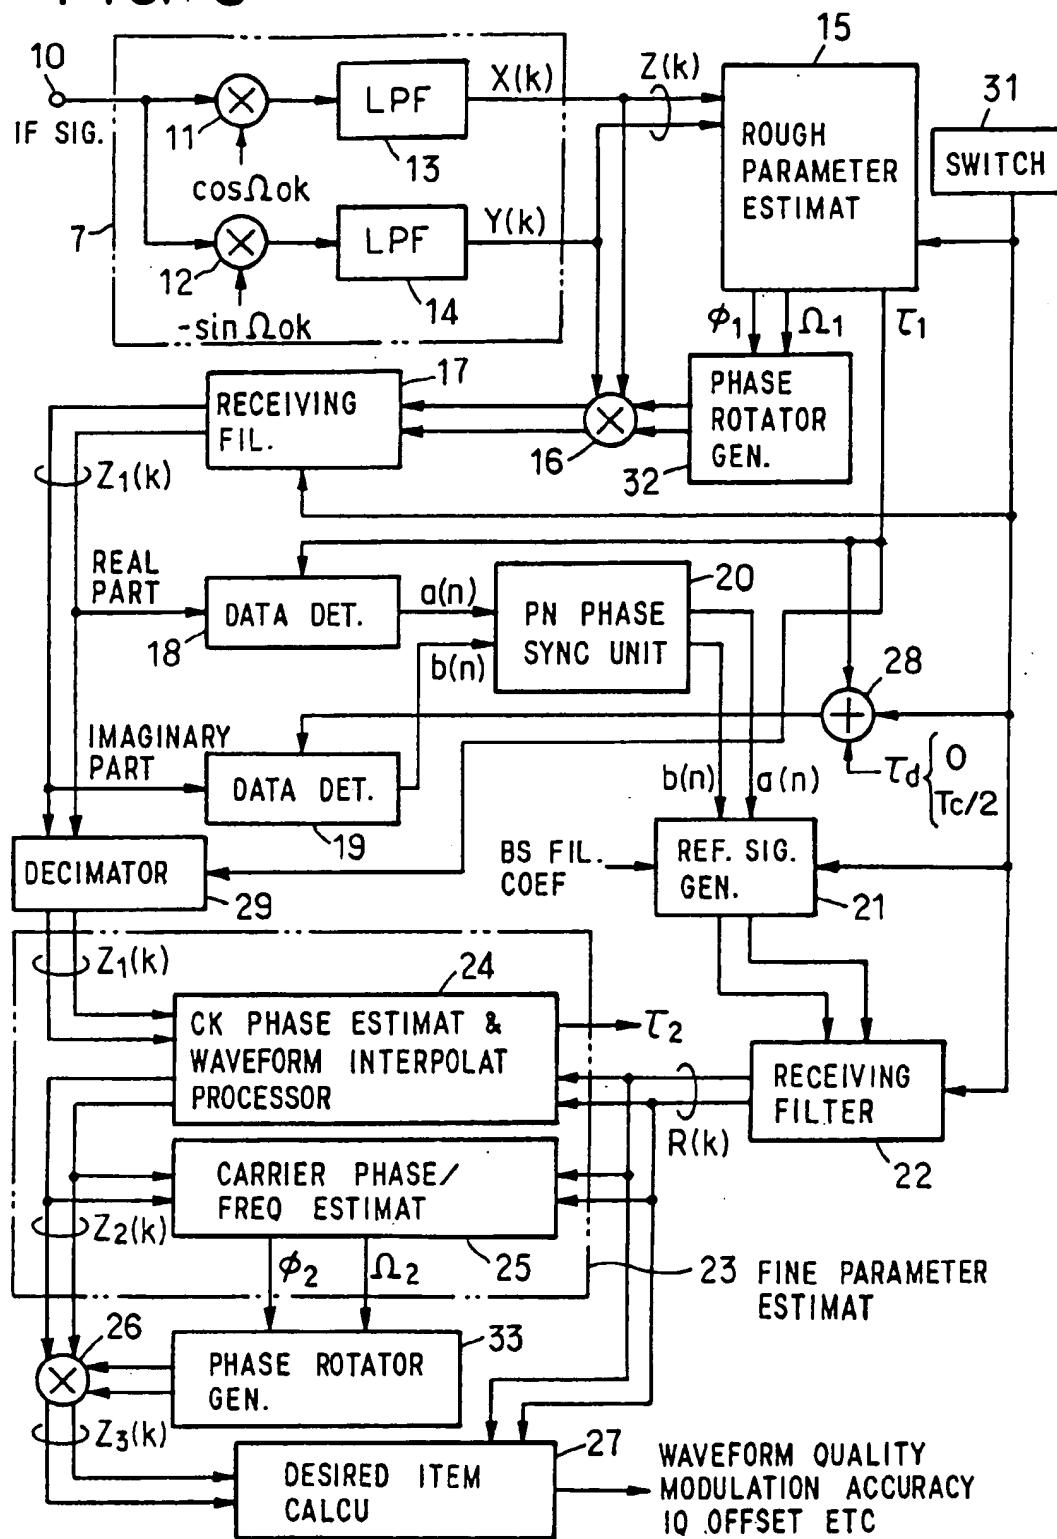 10
IF SIG.
7
11
cosΩok
LPF
13
X(k)
Z(k)
15
ROUGH
PARAMETER
ESTIMAT
31
SWITCH
12
-sinΩok
LPF
14
Y(k)
ϕ1
Ω1
τ1
17
RECEIVING
FIL.
16
PHASE
ROTATOR
GEN.
32
Z1(k)
REAL
PART
DATA DET.
18
a(n)
b(n)
20
PN PHASE
SYNC UNIT
28
τd { 0
Tc/2
IMAGINARY
PART
DATA DET.
19
b(n)
a(n)
DECIMATOR
29
BS FIL.
COEF
REF. SIG.
GEN.
21
Z1(k)
24
CK PHASE ESTIMAT &
WAVEFORM INTERPOLAT
PROCESSOR
τ2
R(k)
RECEIVING
FILTER
22
CARRIER PHASE/
FREQ ESTIMAT
25
Z2(k)
ϕ2
Ω2
23 FINE PARAMETER
ESTIMAT
26
33
PHASE ROTATOR
GEN.
Z3(k)
27
DESIRED ITEM
CALCU
WAVEFORM QUALITY
MODULATION ACCURACY
IQ OFFSET ETC